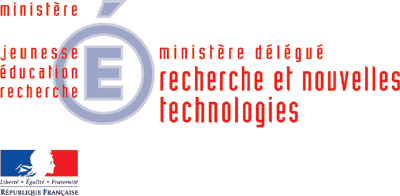 ministère
jeunesse
éducation
recherche
É
ministère délégué
recherche et nouvelles
technologies
Liberté • Égalité • Fraternité
RÉPUBLIQUE FRANÇAISE